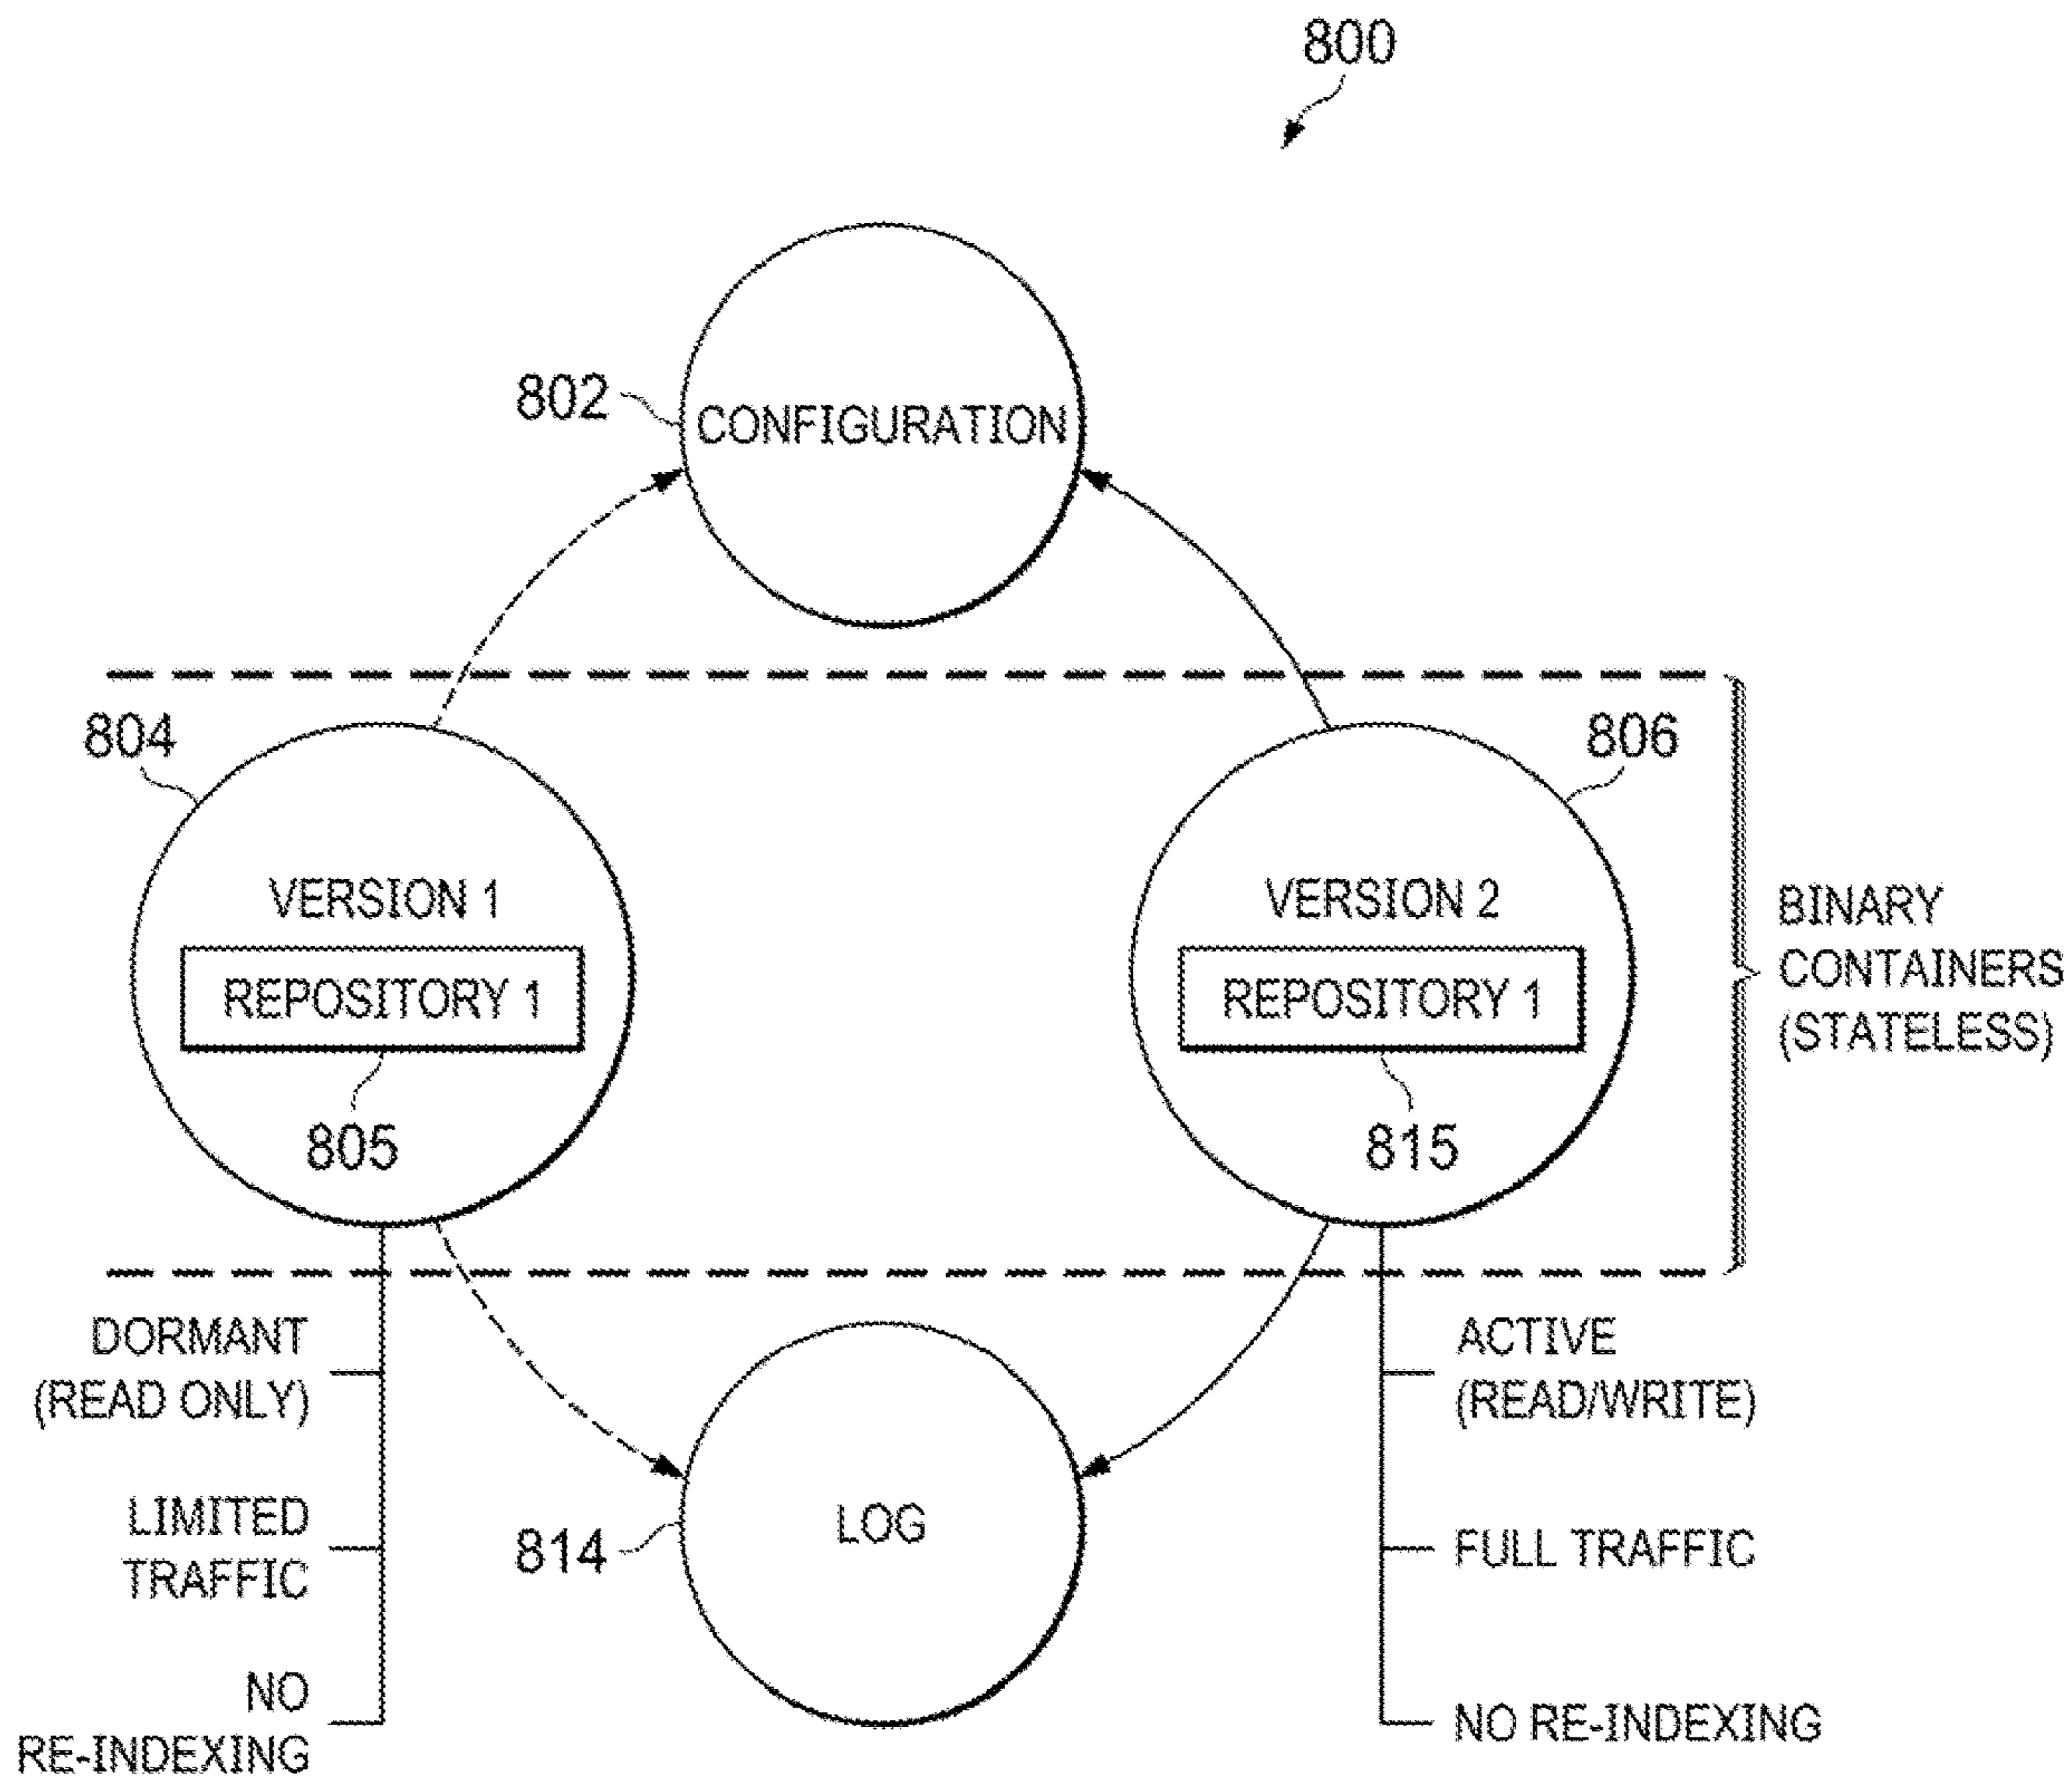 800
802
CONFIGURATION
804
806
VERSION 1
REPOSITORY 1
805
VERSION 2
REPOSITORY 1
815
BINARY
CONTAINERS
(STATELESS)
DORMANT
(READ ONLY)
LIMITED
TRAFFIC
NO
RE-INDEXING
814
LOG
ACTIVE
(READ/WRITE)
FULL TRAFFIC
NO RE-INDEXING